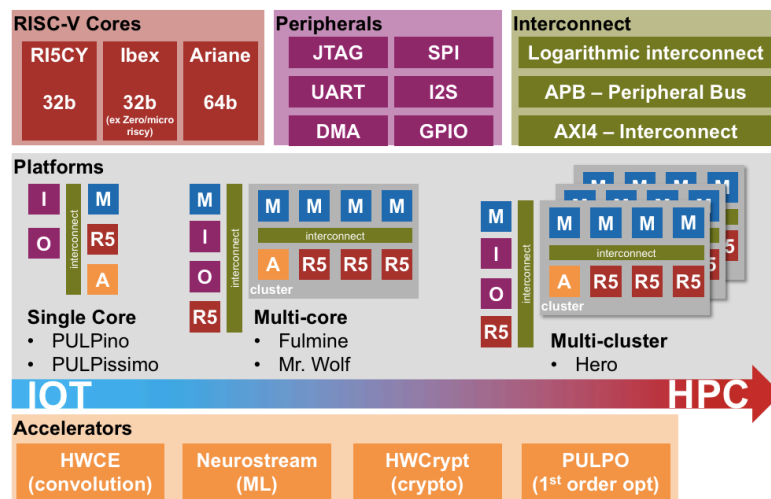 RISC-V Cores
RI5CY
32b
Ibex
32b
(ex Zero/micro
riscy)
Ariane
64b
Peripherals
JTAG
SPI
UART
I2S
DMA
GPIO
Interconnect
Logarithmic interconnect
APB – Peripheral Bus
AXI4 – Interconnect
Platforms
I
O
interconnect
M
R5
A
Single Core
• PULPino
• PULPissimo
M
I
O
R5
interconnect
M M M M
interconnect
A R5 R5 R5
cluster
Multi-core
• Fulmine
• Mr. Wolf
M
I
O
R5
interconnect
M M M M
interconnect
A R5 R5 R5
cluster
Multi-cluster
• Hero
IOT
HPC
Accelerators
HWCE
(convolution)
Neurostream
(ML)
HWCrypt
(crypto)
PULPO
(1st order opt)